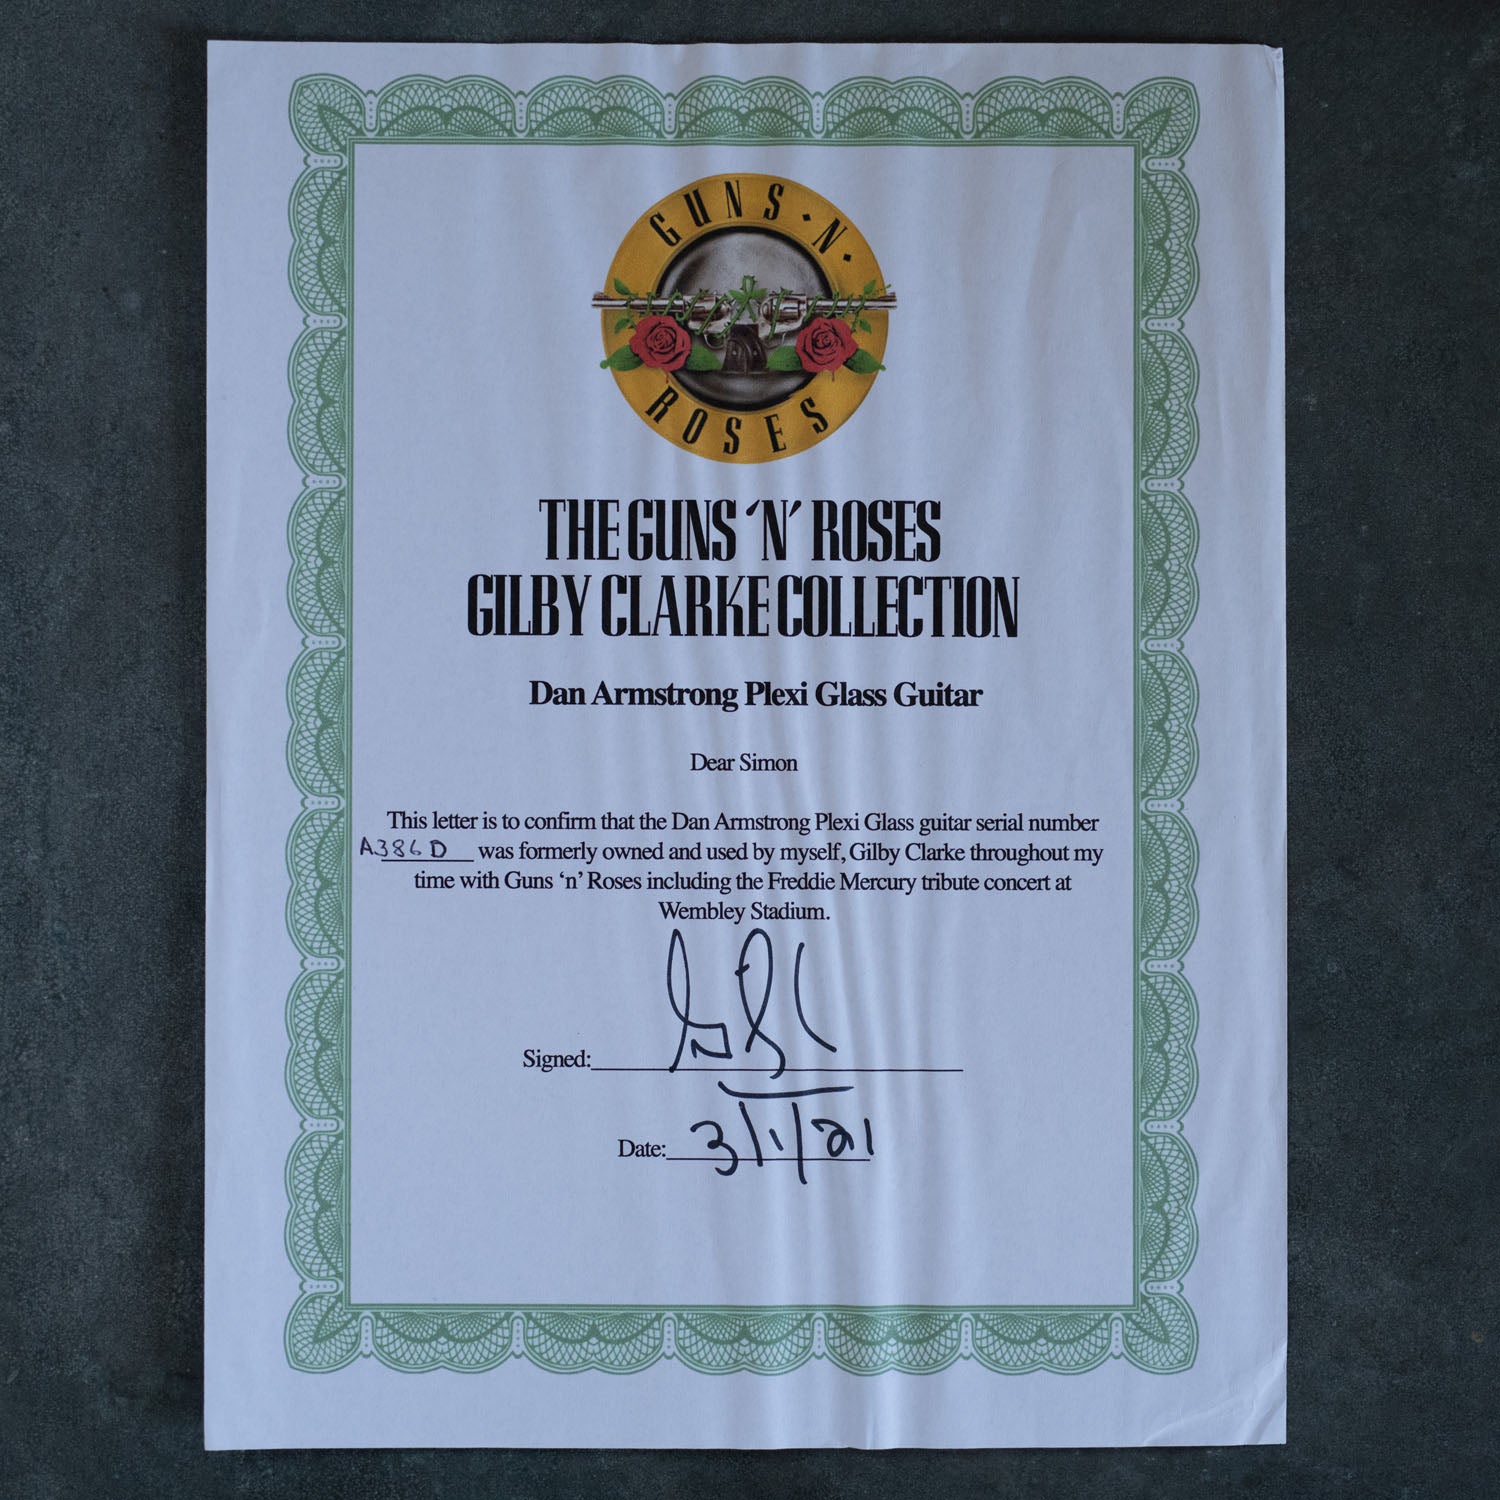 GUNS·N·
ROSES
THE GUNS ‘N’ ROSES
GILBY CLARKE COLLECTION
Dan Armstrong Plexi Glass Guitar
Dear Simon
This letter is to confirm that the Dan Armstrong Plexi Glass guitar serial number
A386D was formerly owned and used by myself, Gilby Clarke throughout my
time with Guns ‘n’ Roses including the Freddie Mercury tribute concert at
Wembley Stadium.
Signed:
Date: 3/1/21